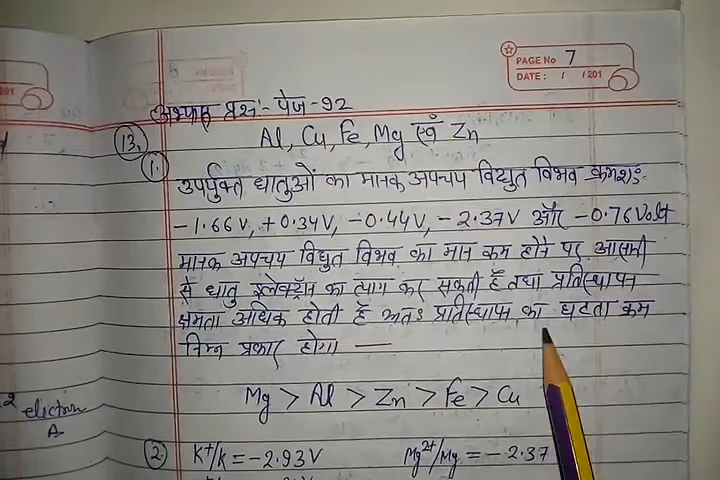 PAGE No 7
DATE: / /201
अभ्यास प्रश्न:- पेज-92
13. Al, Cu, Fe, Mg एवं Zn
1. उपर्युक्त धातुओं का मानक अपचय विद्युत विभव क्रमश:-
-1.66V, +0.34V, -0.44V, -2.37V और -0.76Volt
मानक अपचय विद्युत विभव का मान कम होने पर आसानी
से धातु इलेक्ट्रॉन का त्याग कर सकती है तथा प्रतिस्थापन
क्षमता अधिक होती है अतः प्रतिस्थापन का घटता क्रम
निम्न प्रकार होगा —
Mg > Al > Zn > Fe > Cu
2. K+/K = -2.93V Mg2+/Mg = -2.37
201
2 electron